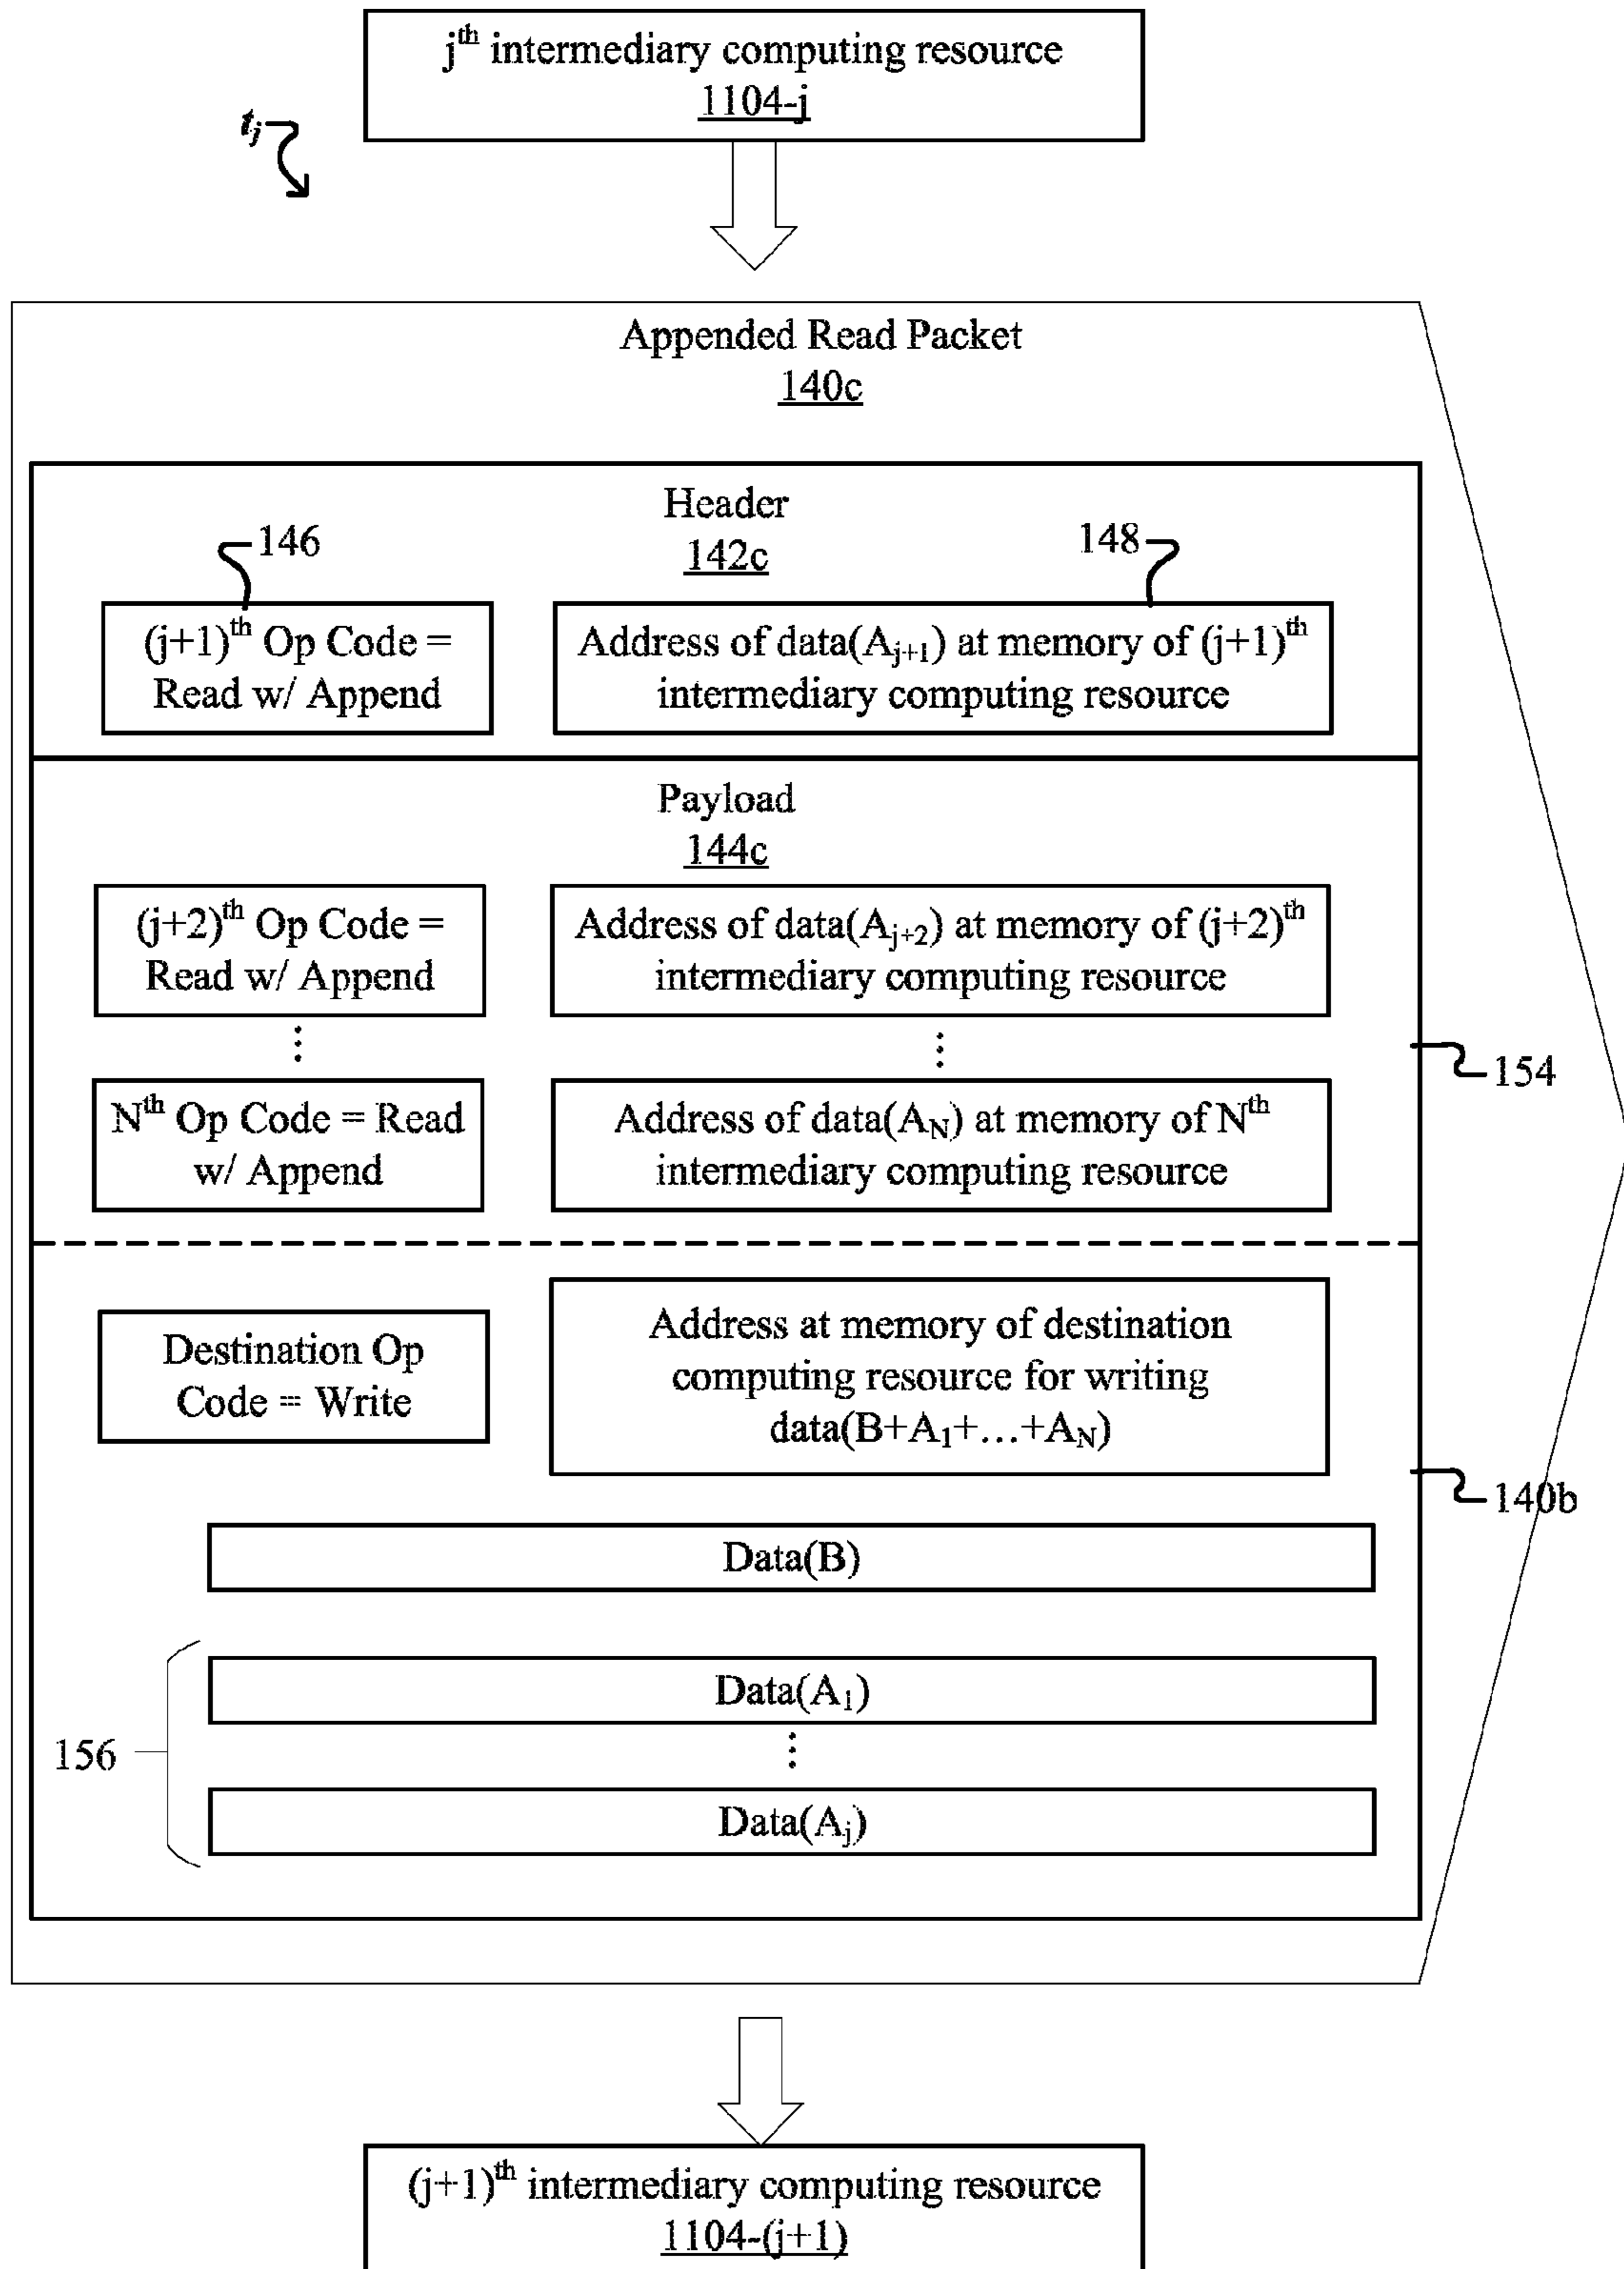 j^th intermediary computing resource
1104-j
t_j
Appended Read Packet
140c
Header
142c
146
148
(j+1)^th Op Code =
Read w/ Append
Address of data(A_j+1) at memory of (j+1)^th
intermediary computing resource
Payload
144c
(j+2)^th Op Code =
Read w/ Append
Address of data(A_j+2) at memory of (j+2)^th
intermediary computing resource
⋮
⋮
154
N^th Op Code = Read
w/ Append
Address of data(A_N) at memory of N^th
intermediary computing resource
Destination Op
Code = Write
Address at memory of destination
computing resource for writing
data(B+A_1+…+A_N)
140b
Data(B)
156
Data(A_1)
⋮
Data(A_j)
(j+1)^th intermediary computing resource
1104-(j+1)